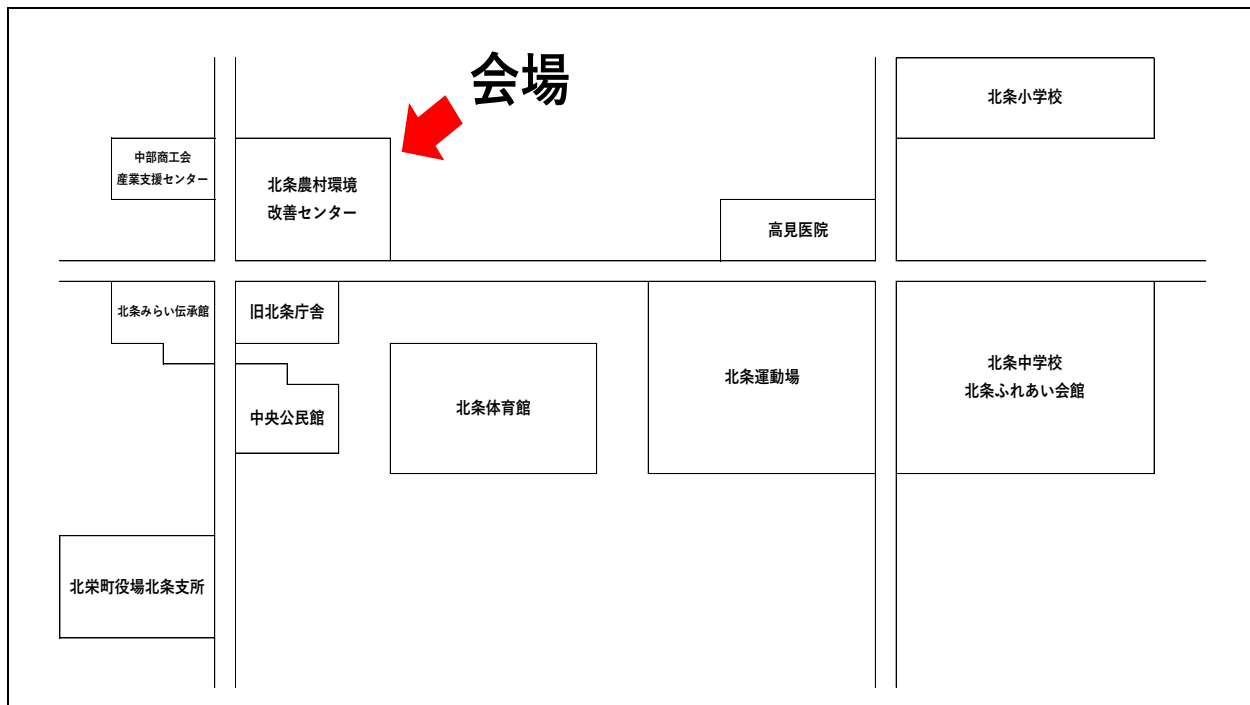 会場
北条小学校
中部商工会
産業支援センター
北条農村環境
改善センター
高見医院
北条みらい伝承館
旧北条庁舎
北条中学校
北条ふれあい会館
北条運動場
北条体育館
中央公民館
北栄町役場北条支所